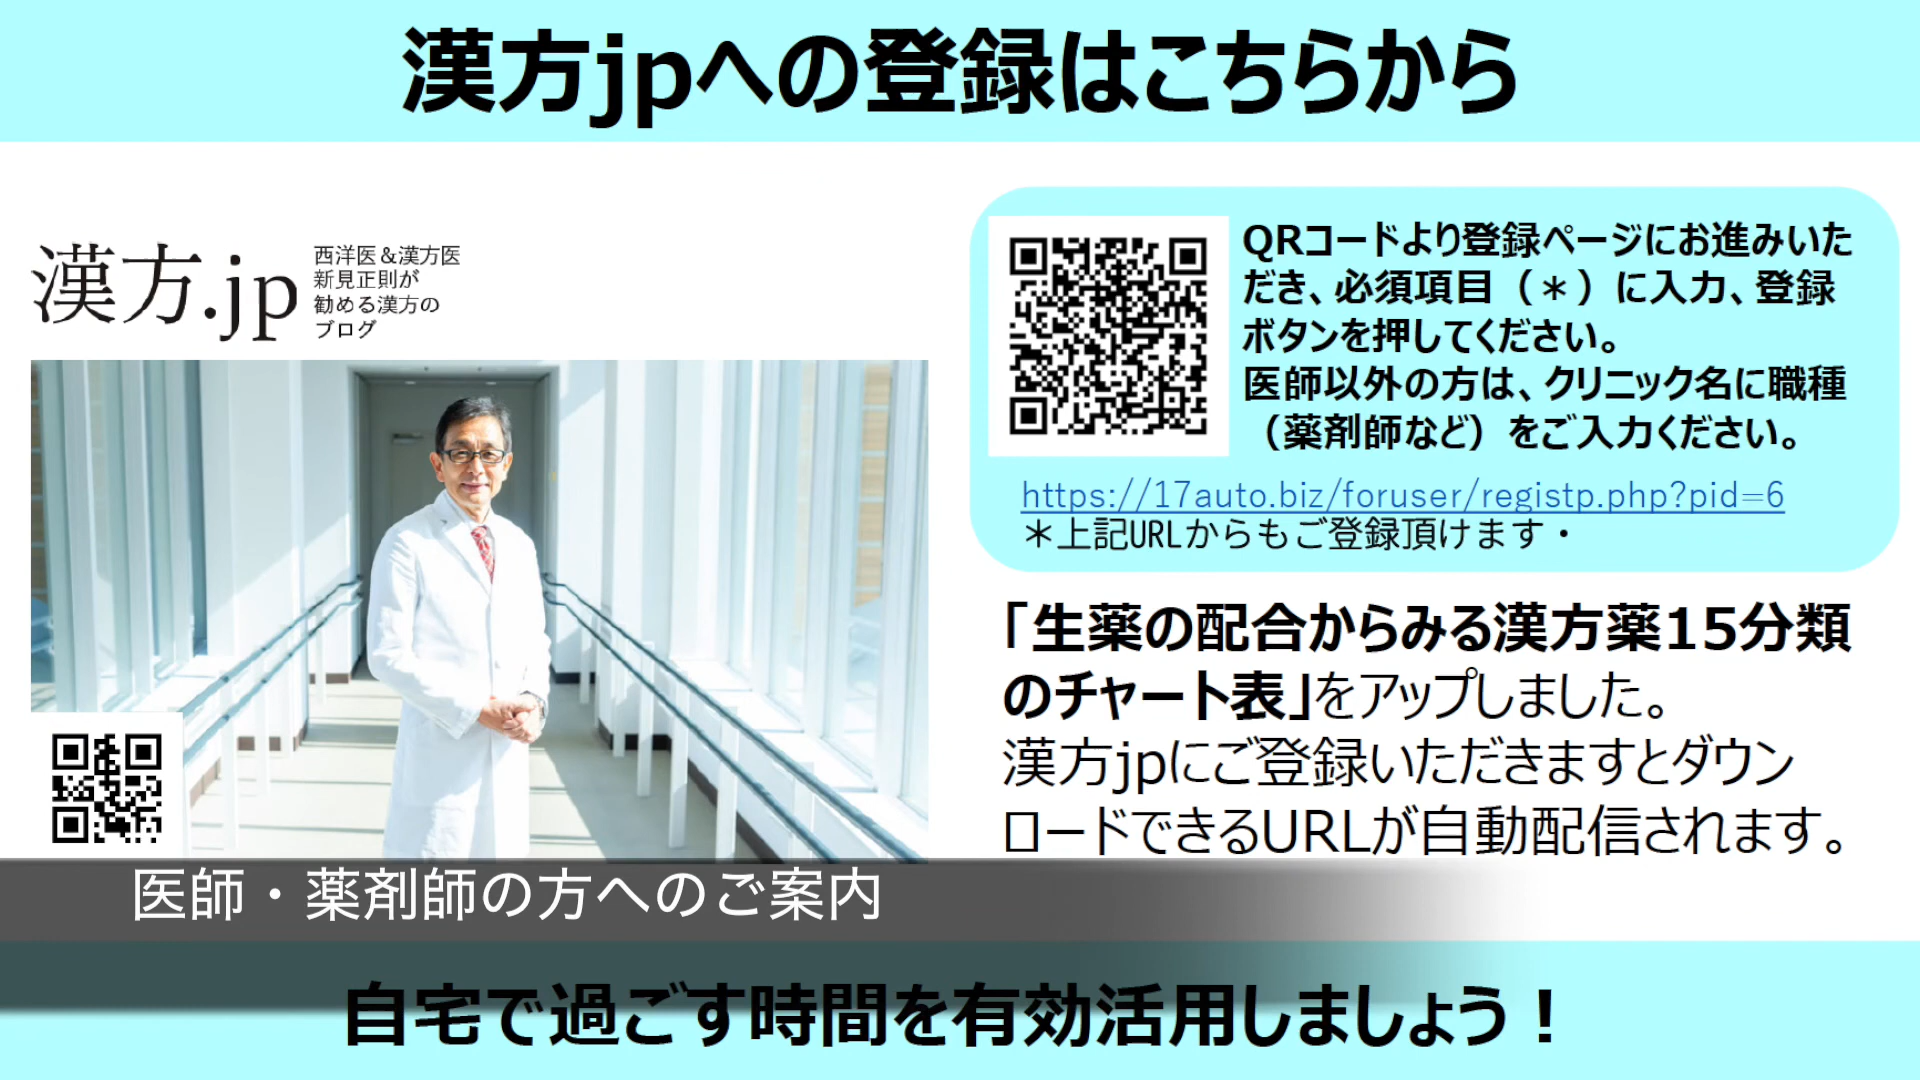 漢方jpへの登録はこちらから
漢方.jp
西洋医&漢方医
新見正則が
勧める漢方の
ブログ
QRコードより登録ページにお進みいた
だき、必須項目（＊）に入力、登録
ボタンを押してください。
医師以外の方は、クリニック名に職種
（薬剤師など）をご入力ください。
https://17auto.biz/foruser/registp.php?pid=6
＊上記URLからもご登録頂けます・
「生薬の配合からみる漢方薬15分類
のチャート表」をアップしました。
漢方jpにご登録いただきますとダウン
ロードできるURLが自動配信されます。
医師・薬剤師の方へのご案内
自宅で過ごす時間を有効活用しましょう！